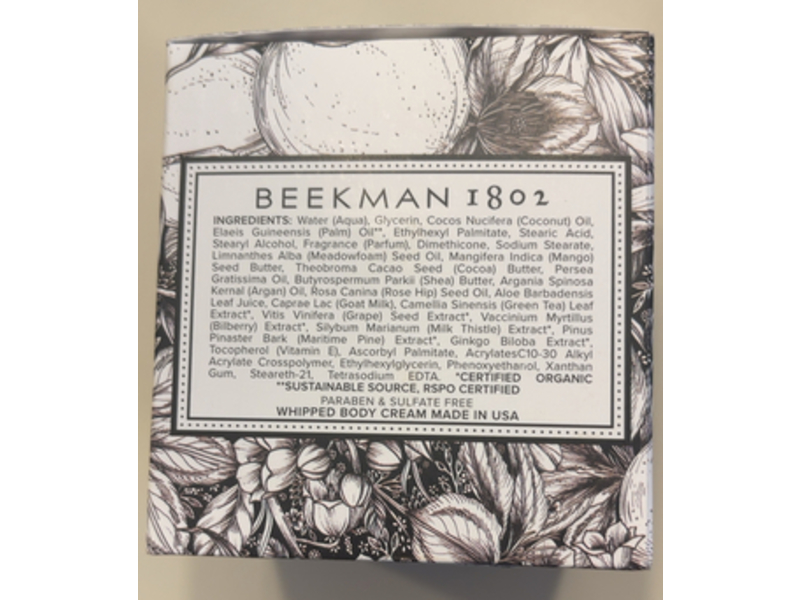 BEEKMAN 1802
INGREDIENTS: Water (Aqua), Glycerin, Cocos Nucifera (Coconut) Oil,
Elaeis Guineensis (Palm) Oil**, Ethylhexyl Palmitate, Stearic Acid,
Stearyl Alcohol, Fragrance (Parfum), Dimethicone, Sodium Stearate,
Limnanthes Alba (Meadowfoam) Seed Oil, Mangifera Indica (Mango)
Seed Butter, Theobroma Cacao Seed (Cocoa) Butter, Persea
Gratissima Oil, Butyrospermum Parkii (Shea) Butter, Argania Spinosa
Kernal (Argan) Oil, Rosa Canina (Rose Hip) Seed Oil, Aloe Barbadensis
Leaf Juice, Caprae Lac (Goat Milk), Camellia Sinensis (Green Tea) Leaf
Extract*, Vitis Vinifera (Grape) Seed Extract*, Vaccinium Myrtillus
(Bilberry) Extract*, Silybum Marianum (Milk Thistle) Extract*, Pinus
Pinaster Bark (Maritime Pine) Extract*, Ginkgo Biloba Extract*,
Tocopherol (Vitamin E), Ascorbyl Palmitate, AcrylatesC10-30 Alkyl
Acrylate Crosspolymer, Ethylhexylglycerin, Phenoxyethanol, Xanthan
Gum, Steareth-21, Tetrasodium EDTA. *CERTIFIED ORGANIC
**SUSTAINABLE SOURCE, RSPO CERTIFIED
PARABEN & SULFATE FREE
WHIPPED BODY CREAM MADE IN USA